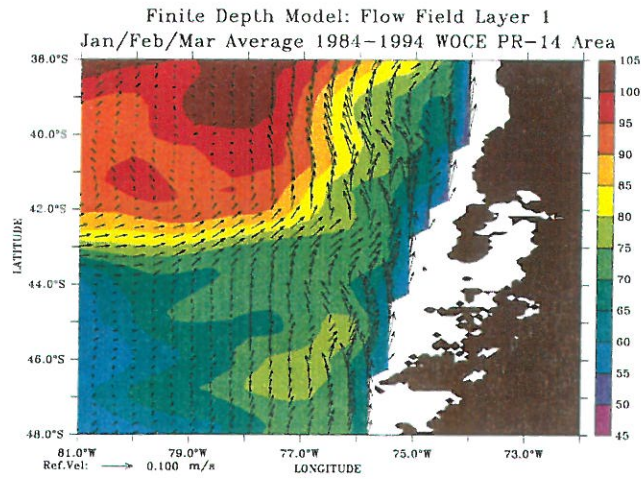 Finite Depth Model: Flow Field Layer 1
Jan/Feb/Mar Average 1984-1994 WOCE PR-14 Area
38.0°S
40.0°S
42.0°S
44.0°S
46.0°S
48.0°S
LATITUDE
105
100
95
90
85
80
75
70
65
60
55
50
45
81.0°W 79.0°W 77.0°W 75.0°W 73.0°W
Ref.Vel: 0.100 m/s
LONGITUDE